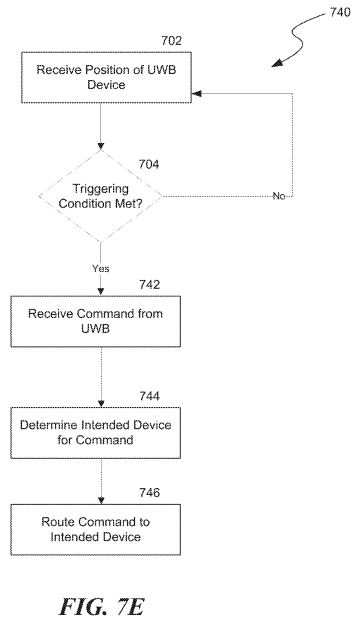 740
702
Receive Position of UWB
Device
704
Triggering
Condition Met?
No
Yes
742
Receive Command from
UWB
744
Determine Intended Device
for Command
746
Route Command to
Intended Device
FIG. 7E